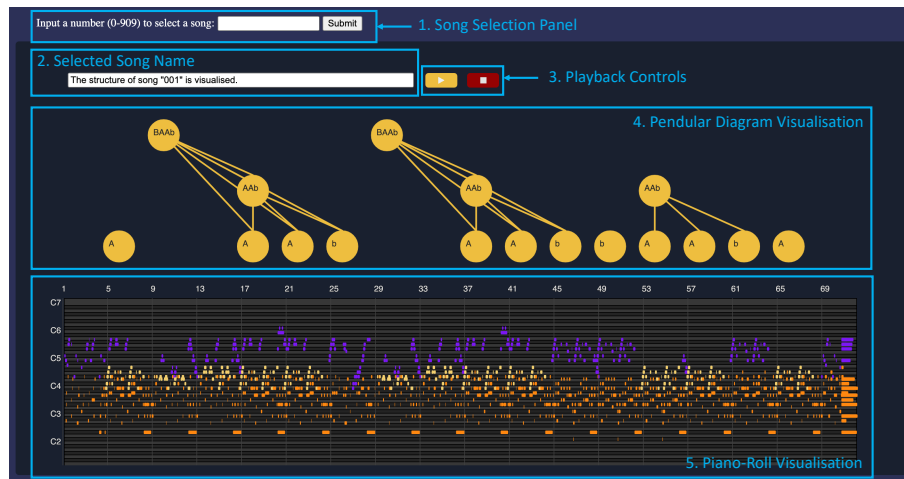 Input a number (0-909) to select a song: Submit
1. Song Selection Panel
2. Selected Song Name
The structure of song "001" is visualised.
3. Playback Controls
4. Pendular Diagram Visualisation
BAAb BAAb
AAb AAb AAb
A A A b A A b b A A b A
1 5 9 13 17 21 25 29 33 37 41 45 49 53 57 61 65 69
C7
C6
C5
C4
C3
C2
5. Piano-Roll Visualisation